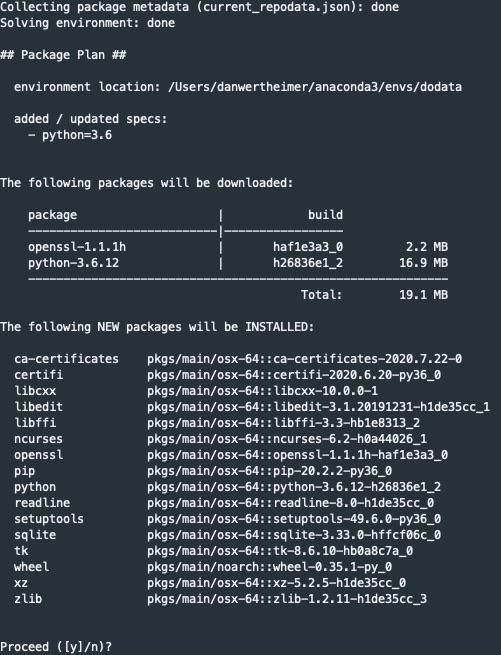 Collecting package metadata (current_repodata.json): done
Solving environment: done
## Package Plan ##
environment location: /Users/danwertheimer/anaconda3/envs/dodata
added / updated specs:
- python=3.6
The following packages will be downloaded:
package | build
---------------------------|-----------------
openssl-1.1.1h | haf1e3a3_0 2.2 MB
python-3.6.12 | h26836e1_2 16.9 MB
------------------------------------------------------------
Total: 19.1 MB
The following NEW packages will be INSTALLED:
ca-certificates pkgs/main/osx-64::ca-certificates-2020.7.22-0
certifi pkgs/main/osx-64::certifi-2020.6.20-py36_0
libcxx pkgs/main/osx-64::libcxx-10.0.0-1
libedit pkgs/main/osx-64::libedit-3.1.20191231-h1de35cc_1
libffi pkgs/main/osx-64::libffi-3.3-hb1e8313_2
ncurses pkgs/main/osx-64::ncurses-6.2-h0a44026_1
openssl pkgs/main/osx-64::openssl-1.1.1h-haf1e3a3_0
pip pkgs/main/osx-64::pip-20.2.2-py36_0
python pkgs/main/osx-64::python-3.6.12-h26836e1_2
readline pkgs/main/osx-64::readline-8.0-h1de35cc_0
setuptools pkgs/main/osx-64::setuptools-49.6.0-py36_0
sqlite pkgs/main/osx-64::sqlite-3.33.0-hffcf06c_0
tk pkgs/main/osx-64::tk-8.6.10-hb0a8c7a_0
wheel pkgs/main/noarch::wheel-0.35.1-py_0
xz pkgs/main/osx-64::xz-5.2.5-h1de35cc_0
zlib pkgs/main/osx-64::zlib-1.2.11-h1de35cc_3
Proceed ([y]/n)?